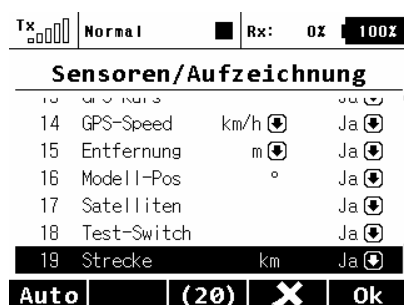 Tx Normal Rx: 0% 100%
Sensoren/Aufzeichnung
14 GPS-Speed km/h Ja
15 Entfernung m Ja
16 Modell-Pos ° Ja
17 Satelliten Ja
18 Test-Switch Ja
19 Strecke km Ja
Auto (20) Ok